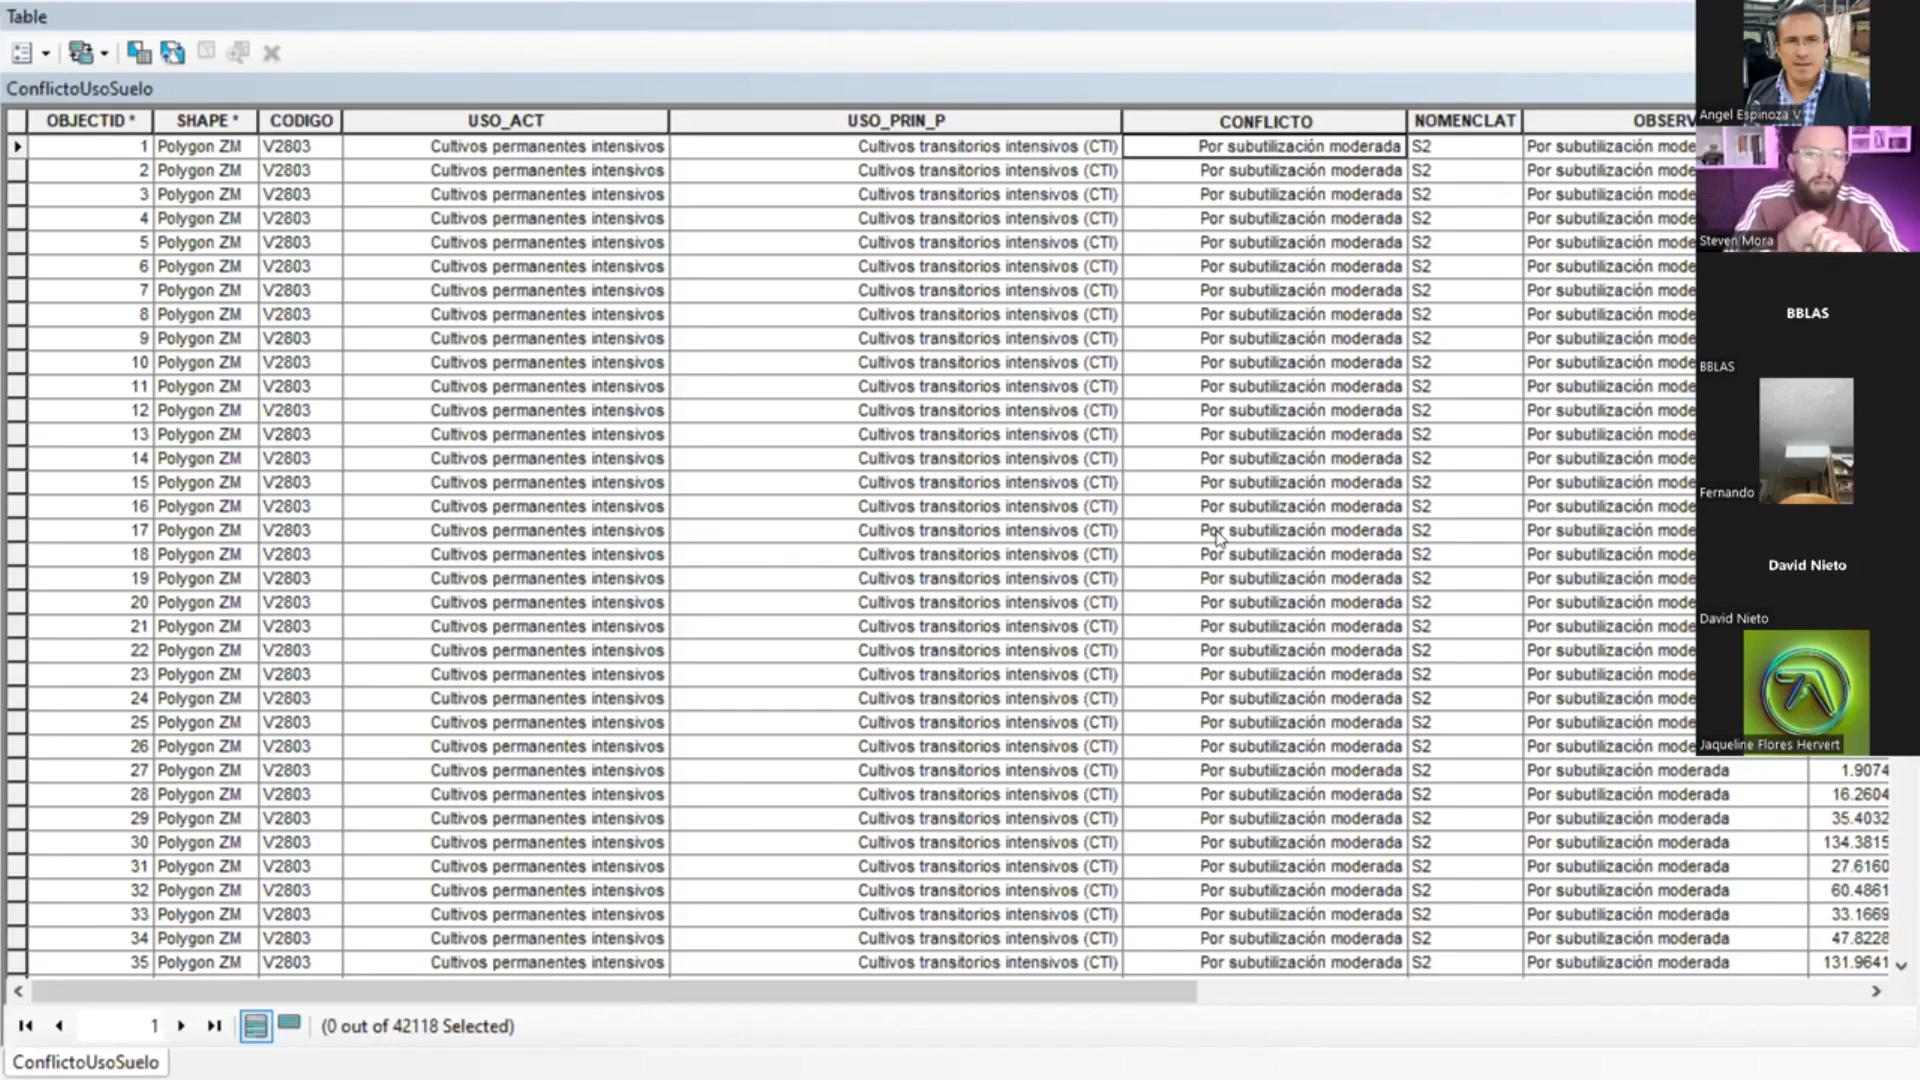 Table
ConflictoUsoSuelo
OBJECTID * SHAPE * CODIGO USO_ACT USO_PRIN_P CONFLICTO NOMENCLAT OBSERV
1 Polygon ZM V2803 Cultivos permanentes intensivos Cultivos transitorios intensivos (CTI) Por subutilización moderada S2 Por subutilización mode
2 Polygon ZM V2803 Cultivos permanentes intensivos Cultivos transitorios intensivos (CTI) Por subutilización moderada S2 Por subutilización mode
3 Polygon ZM V2803 Cultivos permanentes intensivos Cultivos transitorios intensivos (CTI) Por subutilización moderada S2 Por subutilización mode
4 Polygon ZM V2803 Cultivos permanentes intensivos Cultivos transitorios intensivos (CTI) Por subutilización moderada S2 Por subutilización mode
5 Polygon ZM V2803 Cultivos permanentes intensivos Cultivos transitorios intensivos (CTI) Por subutilización moderada S2 Por subutilización mode
6 Polygon ZM V2803 Cultivos permanentes intensivos Cultivos transitorios intensivos (CTI) Por subutilización moderada S2 Por subutilización mode
7 Polygon ZM V2803 Cultivos permanentes intensivos Cultivos transitorios intensivos (CTI) Por subutilización moderada S2 Por subutilización mode
8 Polygon ZM V2803 Cultivos permanentes intensivos Cultivos transitorios intensivos (CTI) Por subutilización moderada S2 Por subutilización mode
9 Polygon ZM V2803 Cultivos permanentes intensivos Cultivos transitorios intensivos (CTI) Por subutilización moderada S2 Por subutilización mode
10 Polygon ZM V2803 Cultivos permanentes intensivos Cultivos transitorios intensivos (CTI) Por subutilización moderada S2 Por subutilización mode
11 Polygon ZM V2803 Cultivos permanentes intensivos Cultivos transitorios intensivos (CTI) Por subutilización moderada S2 Por subutilización mode
12 Polygon ZM V2803 Cultivos permanentes intensivos Cultivos transitorios intensivos (CTI) Por subutilización moderada S2 Por subutilización mode
13 Polygon ZM V2803 Cultivos permanentes intensivos Cultivos transitorios intensivos (CTI) Por subutilización moderada S2 Por subutilización mode
14 Polygon ZM V2803 Cultivos permanentes intensivos Cultivos transitorios intensivos (CTI) Por subutilización moderada S2 Por subutilización mode
15 Polygon ZM V2803 Cultivos permanentes intensivos Cultivos transitorios intensivos (CTI) Por subutilización moderada S2 Por subutilización mode
16 Polygon ZM V2803 Cultivos permanentes intensivos Cultivos transitorios intensivos (CTI) Por subutilización moderada S2 Por subutilización mode
17 Polygon ZM V2803 Cultivos permanentes intensivos Cultivos transitorios intensivos (CTI) Por subutilización moderada S2 Por subutilización mode
18 Polygon ZM V2803 Cultivos permanentes intensivos Cultivos transitorios intensivos (CTI) Por subutilización moderada S2 Por subutilización mode
19 Polygon ZM V2803 Cultivos permanentes intensivos Cultivos transitorios intensivos (CTI) Por subutilización moderada S2 Por subutilización mode
20 Polygon ZM V2803 Cultivos permanentes intensivos Cultivos transitorios intensivos (CTI) Por subutilización moderada S2 Por subutilización mode
21 Polygon ZM V2803 Cultivos permanentes intensivos Cultivos transitorios intensivos (CTI) Por subutilización moderada S2 Por subutilización mode
22 Polygon ZM V2803 Cultivos permanentes intensivos Cultivos transitorios intensivos (CTI) Por subutilización moderada S2 Por subutilización mode
23 Polygon ZM V2803 Cultivos permanentes intensivos Cultivos transitorios intensivos (CTI) Por subutilización moderada S2 Por subutilización mode
24 Polygon ZM V2803 Cultivos permanentes intensivos Cultivos transitorios intensivos (CTI) Por subutilización moderada S2 Por subutilización mode
25 Polygon ZM V2803 Cultivos permanentes intensivos Cultivos transitorios intensivos (CTI) Por subutilización moderada S2 Por subutilización mode
26 Polygon ZM V2803 Cultivos permanentes intensivos Cultivos transitorios intensivos (CTI) Por subutilización moderada S2 Por subutilización mode
27 Polygon ZM V2803 Cultivos permanentes intensivos Cultivos transitorios intensivos (CTI) Por subutilización moderada S2 Por subutilización moderada 1.9074
28 Polygon ZM V2803 Cultivos permanentes intensivos Cultivos transitorios intensivos (CTI) Por subutilización moderada S2 Por subutilización moderada 16.2604
29 Polygon ZM V2803 Cultivos permanentes intensivos Cultivos transitorios intensivos (CTI) Por subutilización moderada S2 Por subutilización moderada 35.4032
30 Polygon ZM V2803 Cultivos permanentes intensivos Cultivos transitorios intensivos (CTI) Por subutilización moderada S2 Por subutilización moderada 134.3815
31 Polygon ZM V2803 Cultivos permanentes intensivos Cultivos transitorios intensivos (CTI) Por subutilización moderada S2 Por subutilización moderada 27.6160
32 Polygon ZM V2803 Cultivos permanentes intensivos Cultivos transitorios intensivos (CTI) Por subutilización moderada S2 Por subutilización moderada 60.4861
33 Polygon ZM V2803 Cultivos permanentes intensivos Cultivos transitorios intensivos (CTI) Por subutilización moderada S2 Por subutilización moderada 33.1669
34 Polygon ZM V2803 Cultivos permanentes intensivos Cultivos transitorios intensivos (CTI) Por subutilización moderada S2 Por subutilización moderada 47.8228
35 Polygon ZM V2803 Cultivos permanentes intensivos Cultivos transitorios intensivos (CTI) Por subutilización moderada S2 Por subutilización moderada 131.9641
1 (0 out of 42118 Selected)
ConflictoUsoSuelo
Angel Espinoza V
Steven Mora
BBLAS
BBLAS
Fernando
David Nieto
David Nieto
Jaqueline Flores Hervert